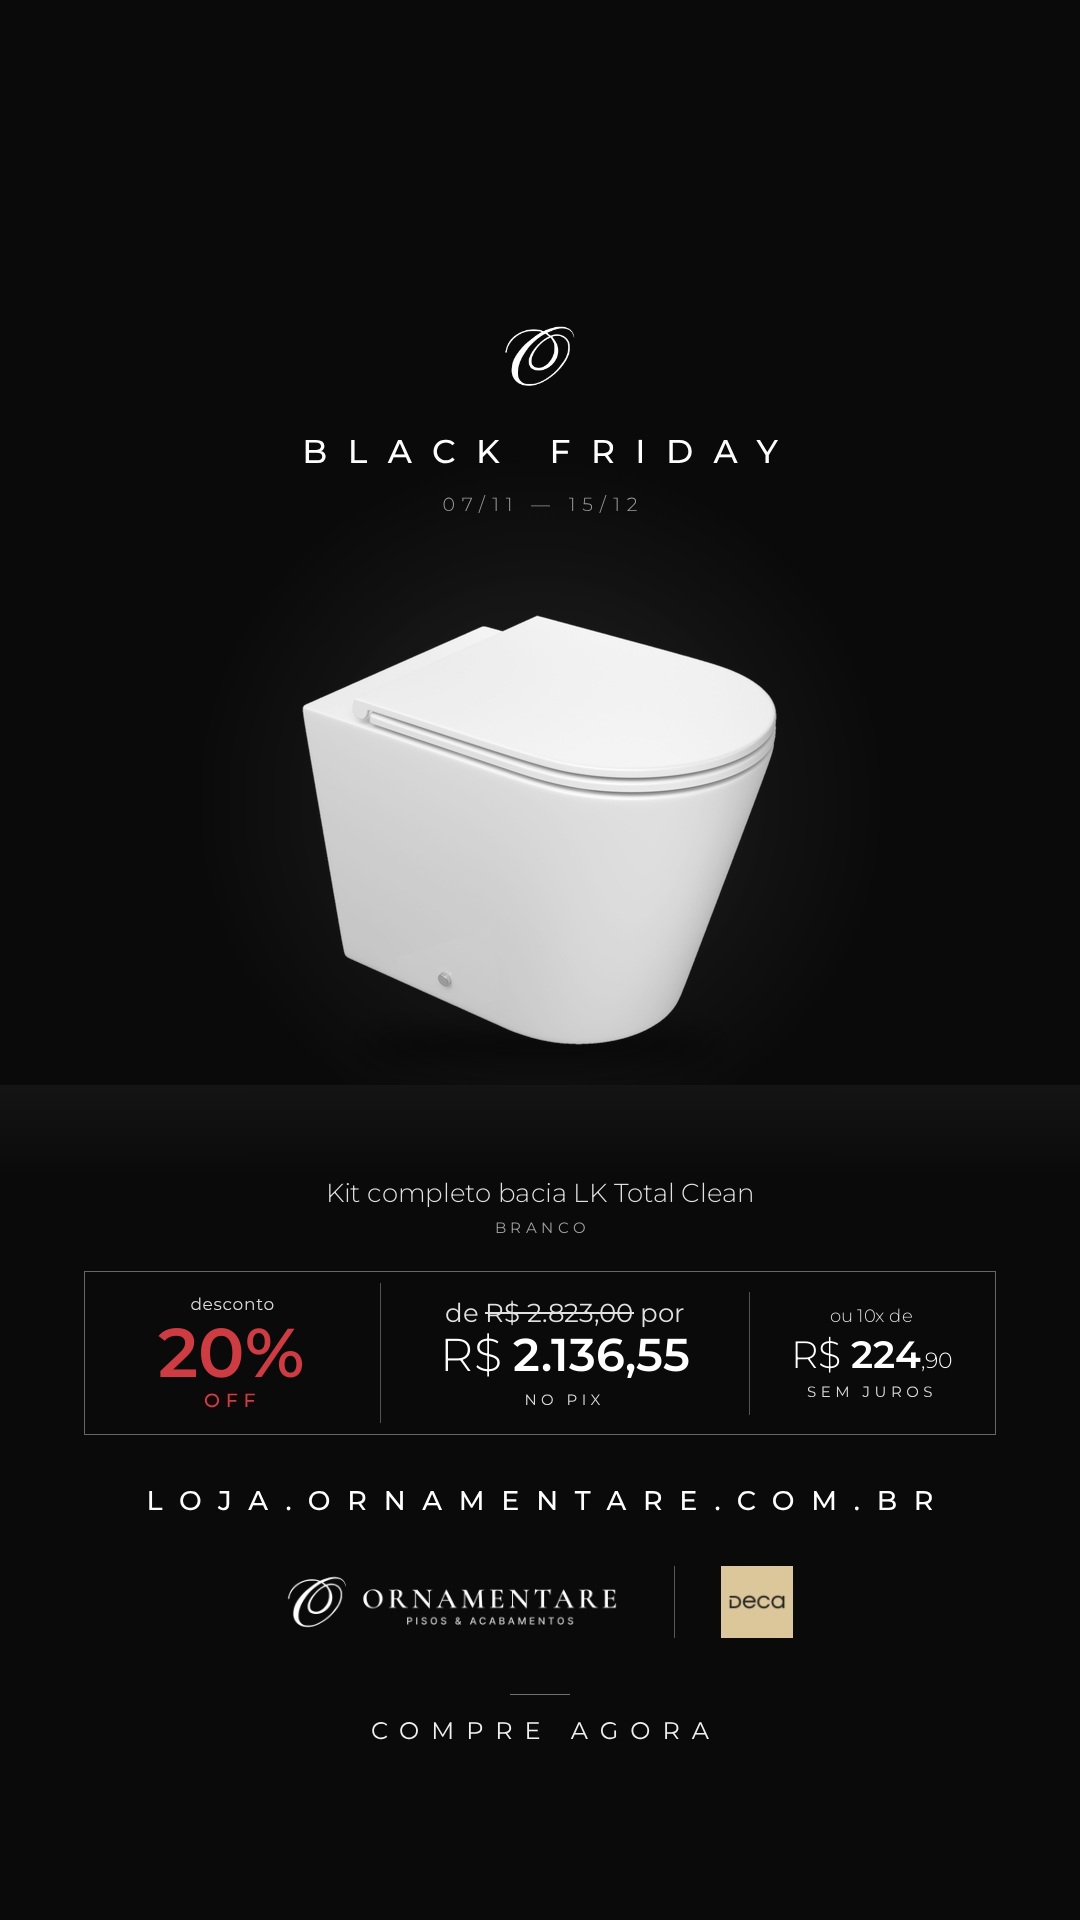 O
BLACK FRIDAY
07/11 — 15/12
Kit completo bacia LK Total Clean
BRANCO
desconto
20%
OFF
de R$ 2.823,00 por
R$ 2.136,55
NO PIX
ou 10x de
R$ 224,90
SEM JUROS
LOJA.ORNAMENTARE.COM.BR
O ORNAMENTARE
PISOS & ACABAMENTOS
Deca
COMPRE AGORA